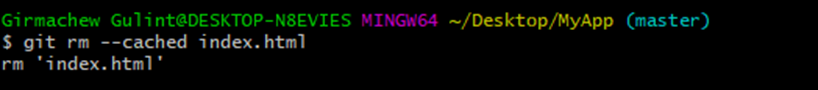 Girmachew Gulint@DESKTOP-N8EVIES MINGW64 ~/Desktop/MyApp (master)
$ git rm --cached index.html
rm 'index.html'